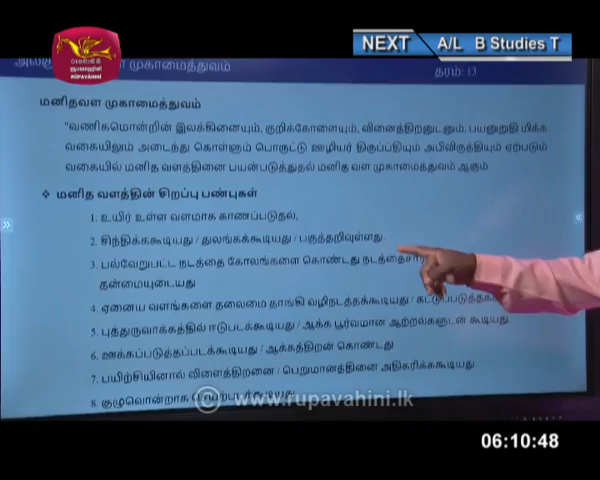 NEXT A/L B Studies T
RUPAVAHINI
முகாமைத்துவம்
தரம்: 13
மனிதவள முகாமைத்துவம்
"வணிகமொன்றின் இலக்கினையும், குறிக்கோளையும், வினைத்திறனுடனும், பயனுறுதி மிக்க
வகையிலும் அடைந்து கொள்ளும் பொருட்டு ஊழியர் திருப்தியும் அபிவிருத்தியும் ஏற்படும்
வகையில் மனித வளத்தினை பயன்படுத்துதல் மனித வள முகாமைத்துவம் ஆகும்
❖ மனித வளத்தின் சிறப்பு பண்புகள்
1. உயிர் உள்ள வளமாக காணப்படுதல்,
2. சிந்திக்ககூடியது / துலங்கக்கூடியது / பகுத்தறிவுள்ளது.
3. பல்வேறுபட்ட நடத்தை கோலங்களை கொண்டது
தன்மையுடையது
4. ஏனைய வளங்களை தலைமை தாங்கி வழிநடத்தக்கூடியது /
5. புத்துருவாக்கத்தில் ஈடுபடக்கூடியது / ஆக்க பூர்வமான ஆற்றல்களுடன் கூடியது.
6. ஊக்கப்படுத்தப்படக்கூடியது / ஆக்கத்திறன் கொண்டது
7. பயிற்சியினால் விளைத்திறனை / பெறுமானத்தினை அதிகரிக்ககூடியது.
8. குழுவொன்றாக
© www.rupavahini.lk
06:10:48